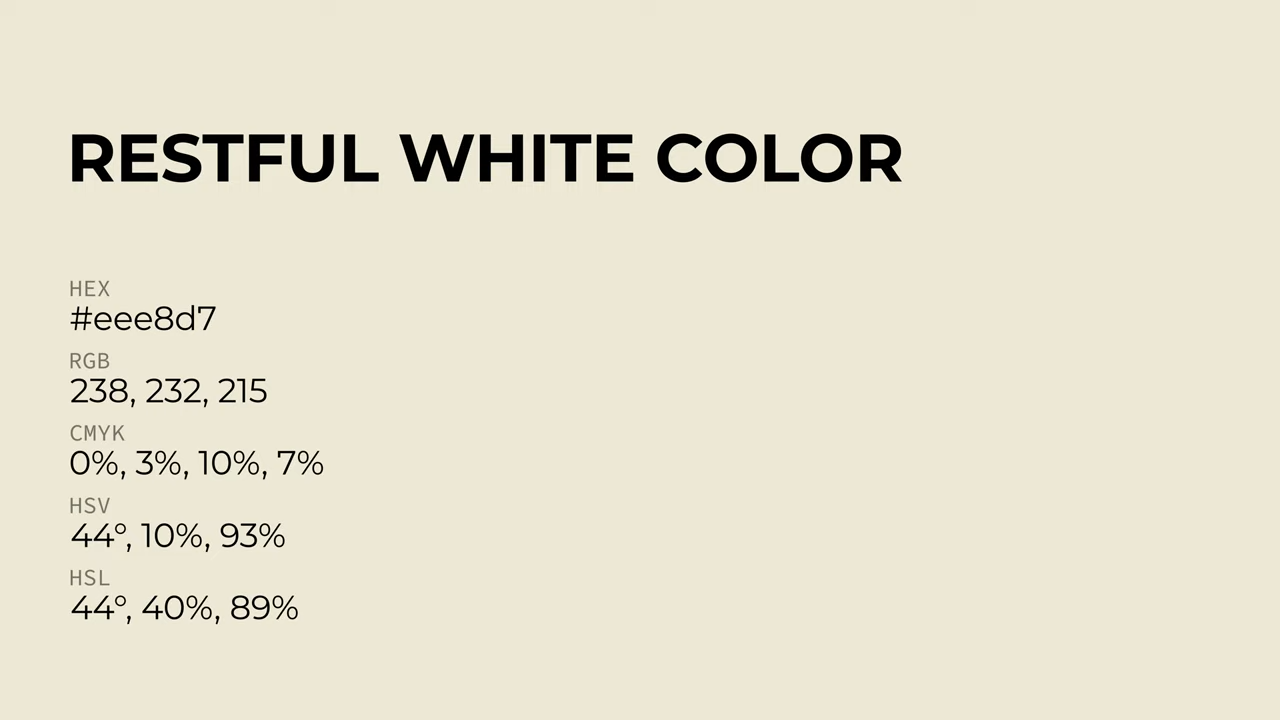 RESTFUL WHITE COLOR
HEX
#eee8d7
RGB
238, 232, 215
CMYK
0%, 3%, 10%, 7%
HSV
44°, 10%, 93%
HSL
44°, 40%, 89%